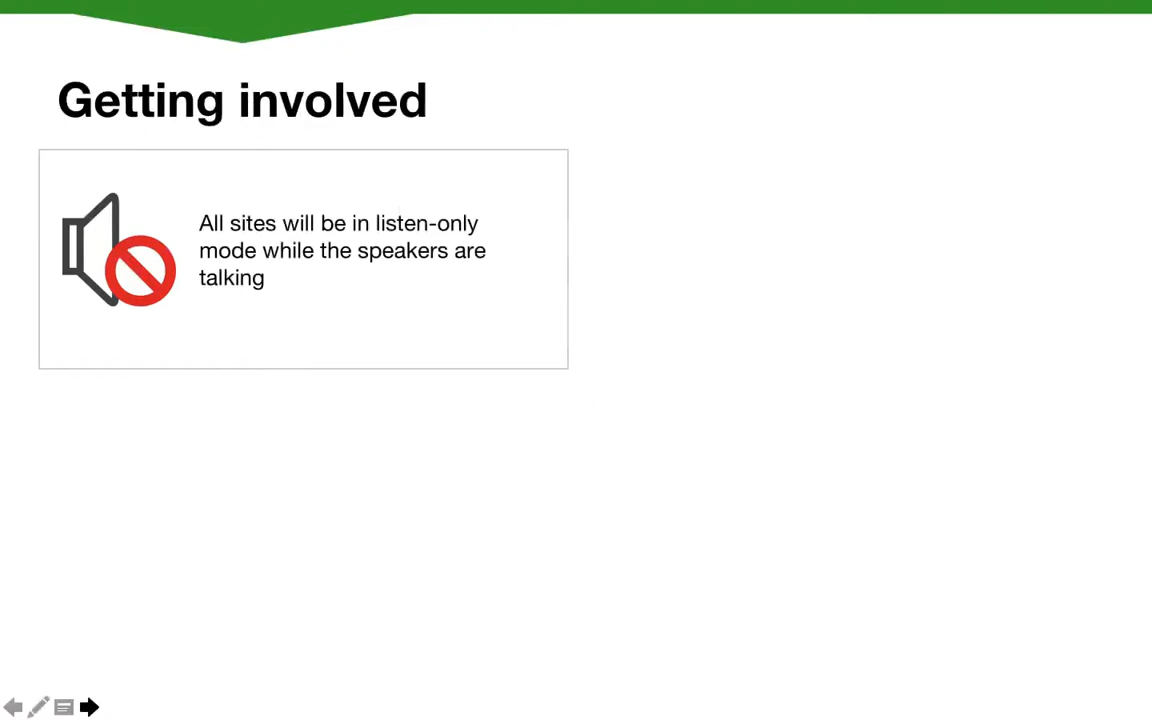 Getting involved
All sites will be in listen-only
mode while the speakers are
talking